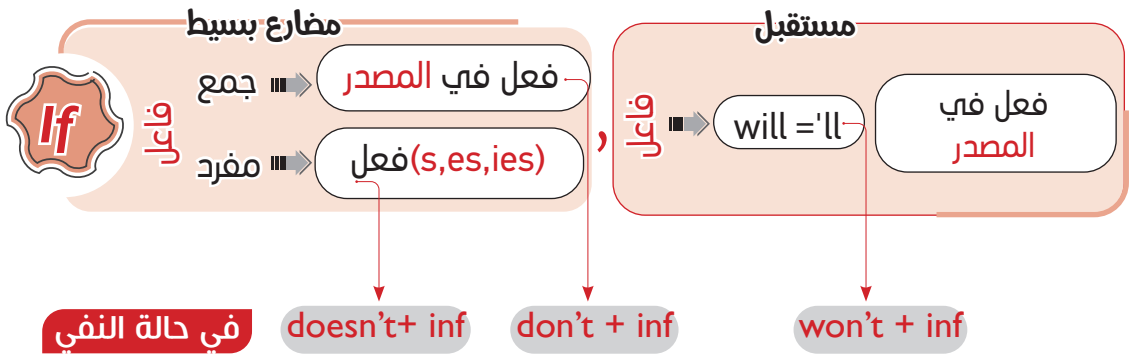 مضارع بسيط
مستقبل
If
فاعل
جمع
فعل في المصدر
مفرد
فعل(s,es,ies)
,
فاعل
will ='ll
فعل في
المصدر
في حالة النفي
doesn't+ inf
don't + inf
won't + inf